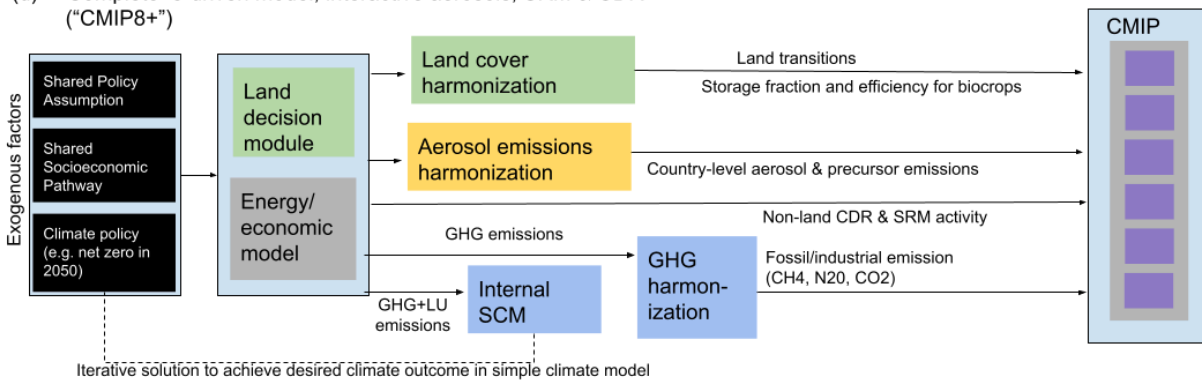 ("CMIP8+")
CMIP
Exogenous factors
Shared Policy
Assumption
Shared
Socioeconomic
Pathway
Climate policy
(e.g. net zero in
2050)
Land
decision
module
Energy/
economic
model
Land cover
harmonization
Land transitions
Storage fraction and efficiency for biocrops
Aerosol emissions
harmonization
Country-level aerosol & precursor emissions
Non-land CDR & SRM activity
GHG emissions
GHG
harmon-
ization
Fossil/industrial emission
(CH4, N20, CO2)
GHG+LU
emissions
Internal
SCM
Iterative solution to achieve desired climate outcome in simple climate model